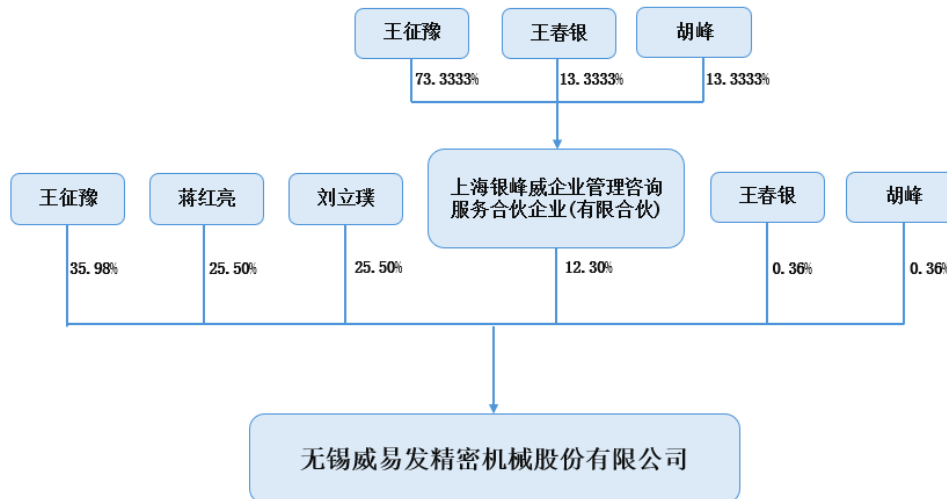 王征豫
王春银
胡峰
73.3333%
13.3333%
13.3333%
王征豫
蒋红亮
刘立璞
上海银峰威企业管理咨询
服务合伙企业(有限合伙)
王春银
胡峰
35.98%
25.50%
25.50%
12.30%
0.36%
0.36%
无锡威易发精密机械股份有限公司